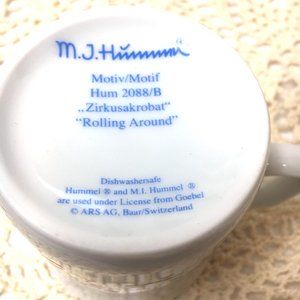 M.J. Hummel
Motiv/Motif
Hum 2088/B
„Zirkusakrobat“
“Rolling Around”
Dishwashersafe
Hummel ® and M.I. Hummel ®
are used under License from Goebel
© ARS AG, Baar/Switzerland